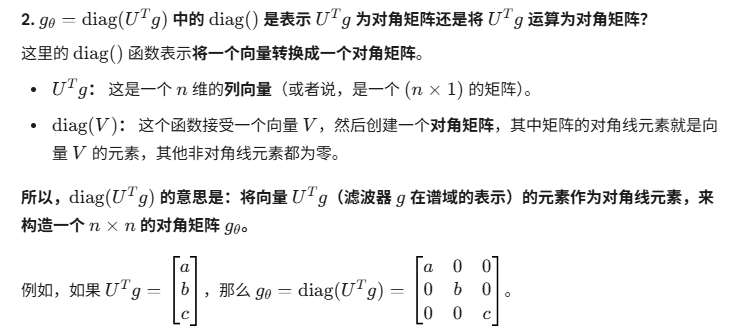 2. $g_\theta = \mathrm{diag}(U^T g)$ 中的 $\mathrm{diag}()$ 是表示 $U^T g$ 为对角矩阵还是将 $U^T g$ 运算为对角矩阵？
这里的 $\mathrm{diag}()$ 函数表示将一个向量转换成一个对角矩阵。
• $U^T g$： 这是一个 $n$ 维的列向量（或者说，是一个 $(n \times 1)$ 的矩阵）。
• $\mathrm{diag}(V)$： 这个函数接受一个向量 $V$，然后创建一个对角矩阵，其中矩阵的对角线元素就是向
量 $V$ 的元素，其他非对角线元素都为零。
所以，$\mathrm{diag}(U^T g)$ 的意思是：将向量 $U^T g$（滤波器 $g$ 在谱域的表示）的元素作为对角线元素，来
构造一个 $n \times n$ 的对角矩阵 $g_\theta$。
例如，如果 $U^T g = \begin{bmatrix} a \\ b \\ c \end{bmatrix}$，那么 $g_\theta = \mathrm{diag}(U^T g) = \begin{bmatrix} a & 0 & 0 \\ 0 & b & 0 \\ 0 & 0 & c \end{bmatrix}$。